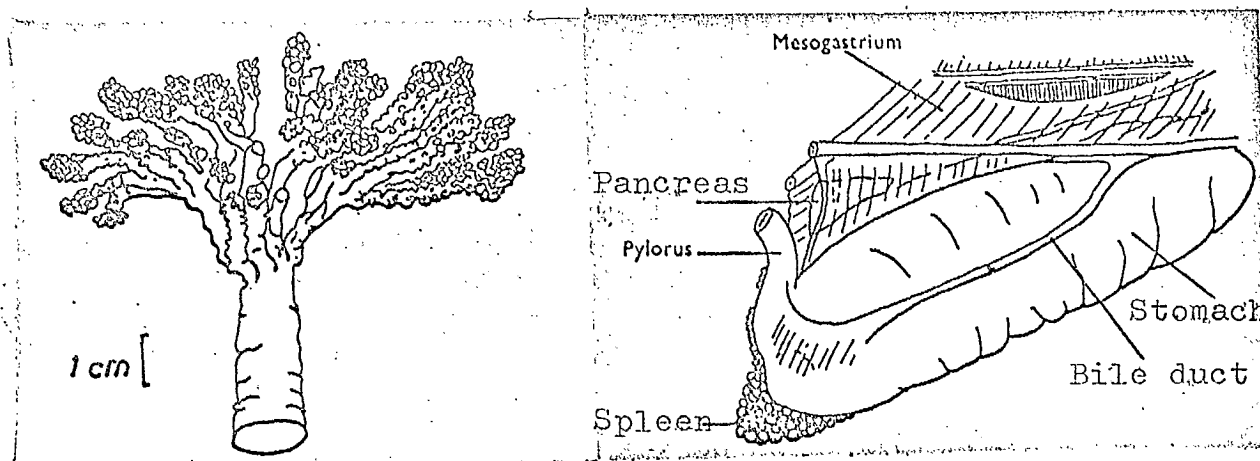 Mesogastrium
Pancreas
Pylorus
1 cm
Stomach
Bile duct
Spleen